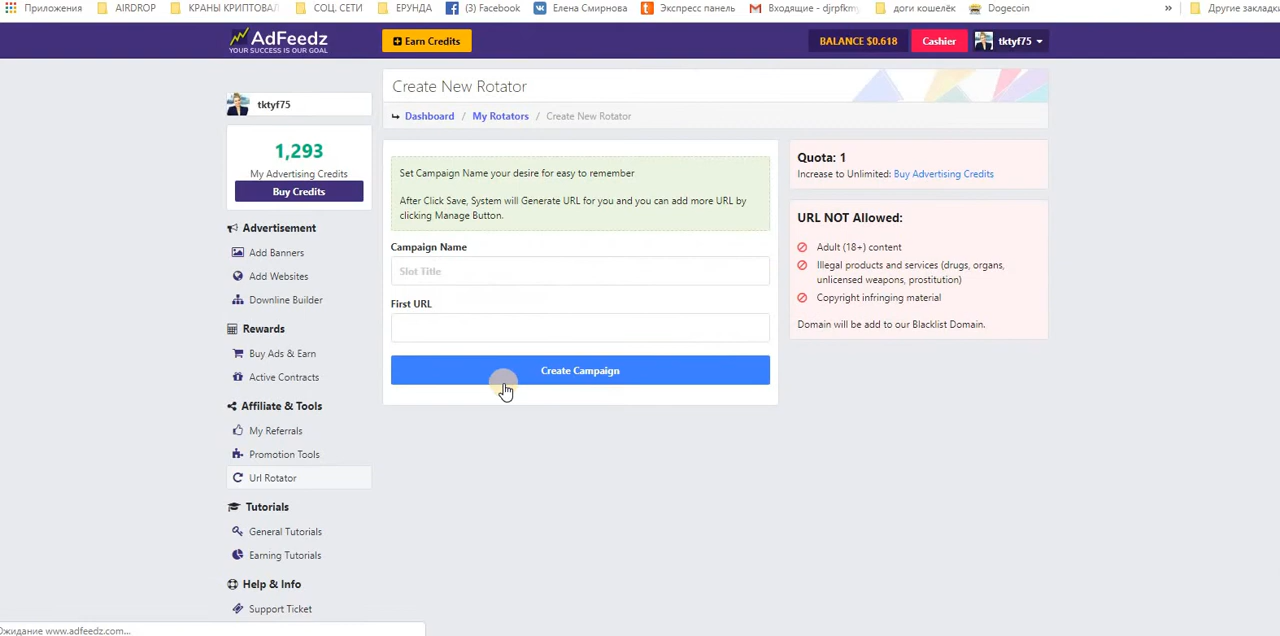 Приложения AIRDROP КРАНЫ КРИПТОВАЛ СОЦ. СЕТИ ЕРУНДА (3) Facebook Елена Смирнова Экспресс панель Входящие - djrpfkmy доги кошелёк Dogecoin » Другие закладки
AdFeedz
YOUR SUCCESS IS OUR GOAL
Earn Credits
BALANCE $0.618
Cashier
tktyf75
tktyf75
1,293
My Advertising Credits
Buy Credits
Advertisement
Add Banners
Add Websites
Downline Builder
Rewards
Buy Ads & Earn
Active Contracts
Affiliate & Tools
My Referrals
Promotion Tools
Url Rotator
Tutorials
General Tutorials
Earning Tutorials
Help & Info
Support Ticket
Create New Rotator
Dashboard / My Rotators / Create New Rotator
Set Campaign Name your desire for easy to remember
After Click Save, System will Generate URL for you and you can add more URL by
clicking Manage Button.
Campaign Name
Slot Title
First URL
Create Campaign
Quota: 1
Increase to Unlimited: Buy Advertising Credits
URL NOT Allowed:
Adult (18+) content
Illegal products and services (drugs, organs,
unlicensed weapons, prostitution)
Copyright infringing material
Domain will be add to our Blacklist Domain.
Ожидание www.adfeedz.com...